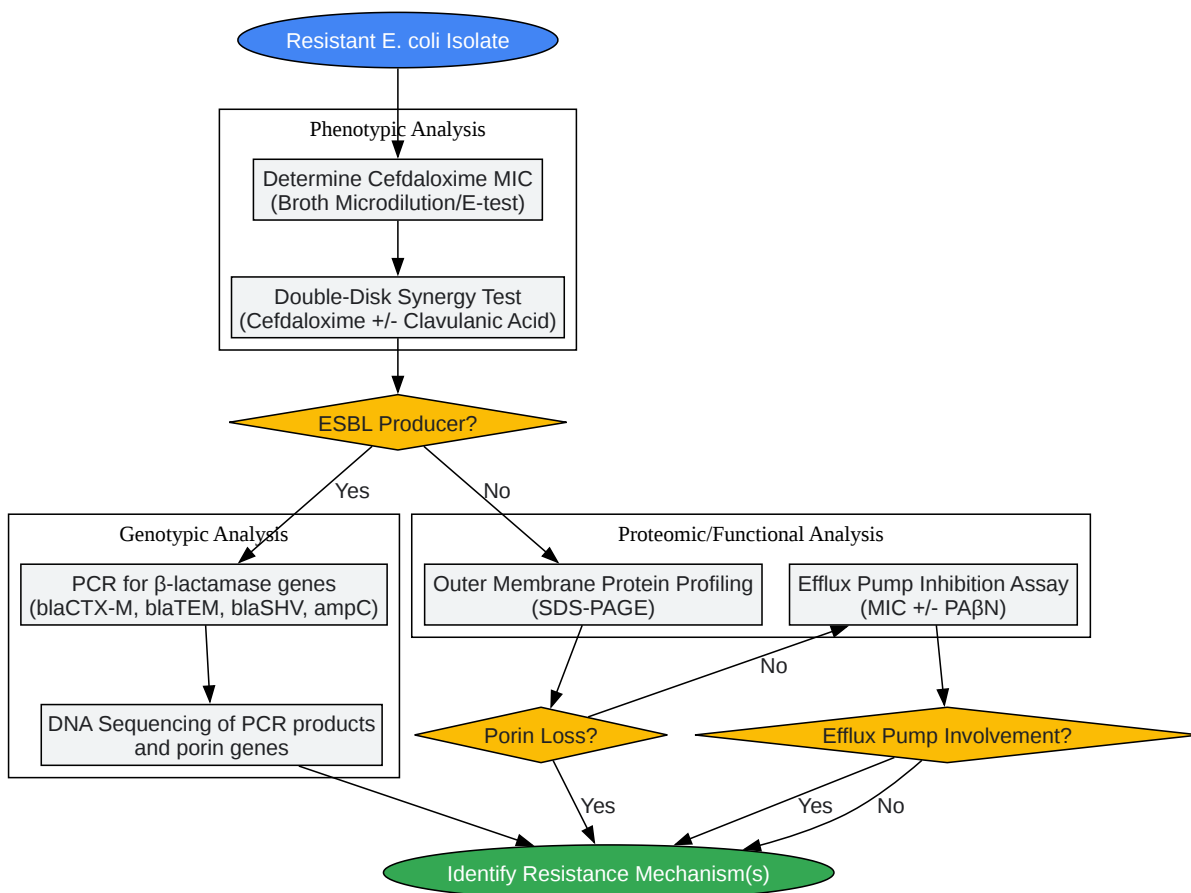 Resistant E. coli Isolate
Phenotypic Analysis
Determine Cefdaloxime MIC
(Broth Microdilution/E-test)
Double-Disk Synergy Test
(Cefdaloxime +/- Clavulanic Acid)
ESBL Producer?
Yes
No
Genotypic Analysis
PCR for β-lactamase genes
(blaCTX-M, blaTEM, blaSHV, ampC)
DNA Sequencing of PCR products
and porin genes
Proteomic/Functional Analysis
Outer Membrane Protein Profiling
(SDS-PAGE)
Efflux Pump Inhibition Assay
(MIC +/- PAβN)
No
Porin Loss?
Efflux Pump Involvement?
Yes
Yes
No
Identify Resistance Mechanism(s)